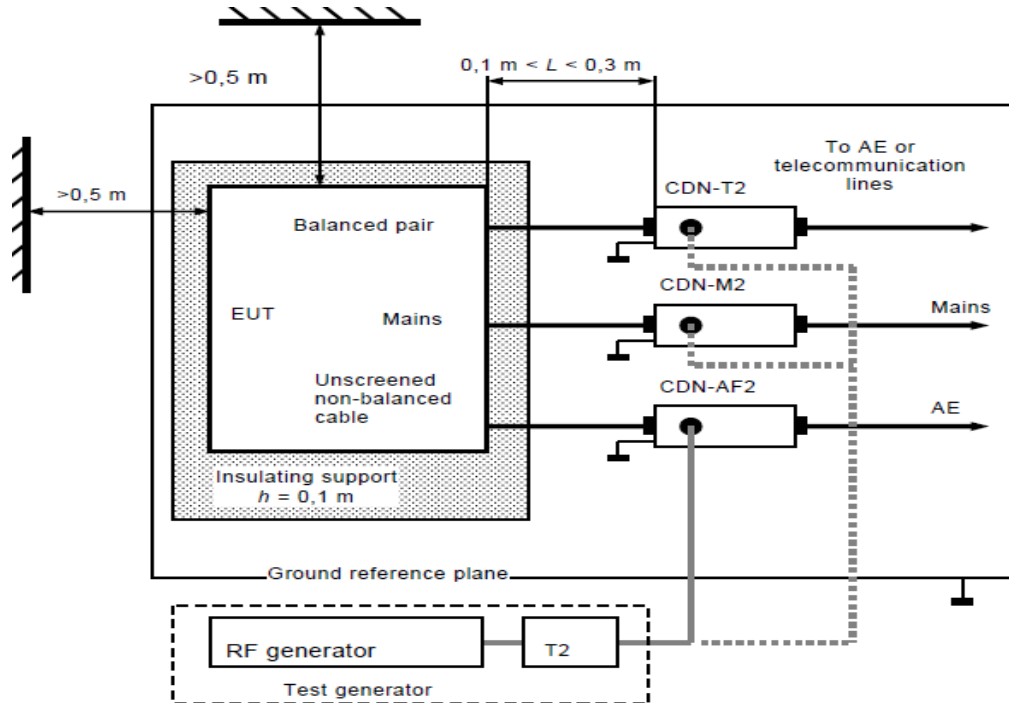 >0,5 m
0,1 m < L < 0,3 m
To AE or
telecommunication
lines
>0,5 m
CDN-T2
Balanced pair
CDN-M2
EUT
Mains
Mains
Unscreened
non-balanced
cable
CDN-AF2
AE
Insulating support
h = 0,1 m
Ground reference plane
RF generator
T2
Test generator